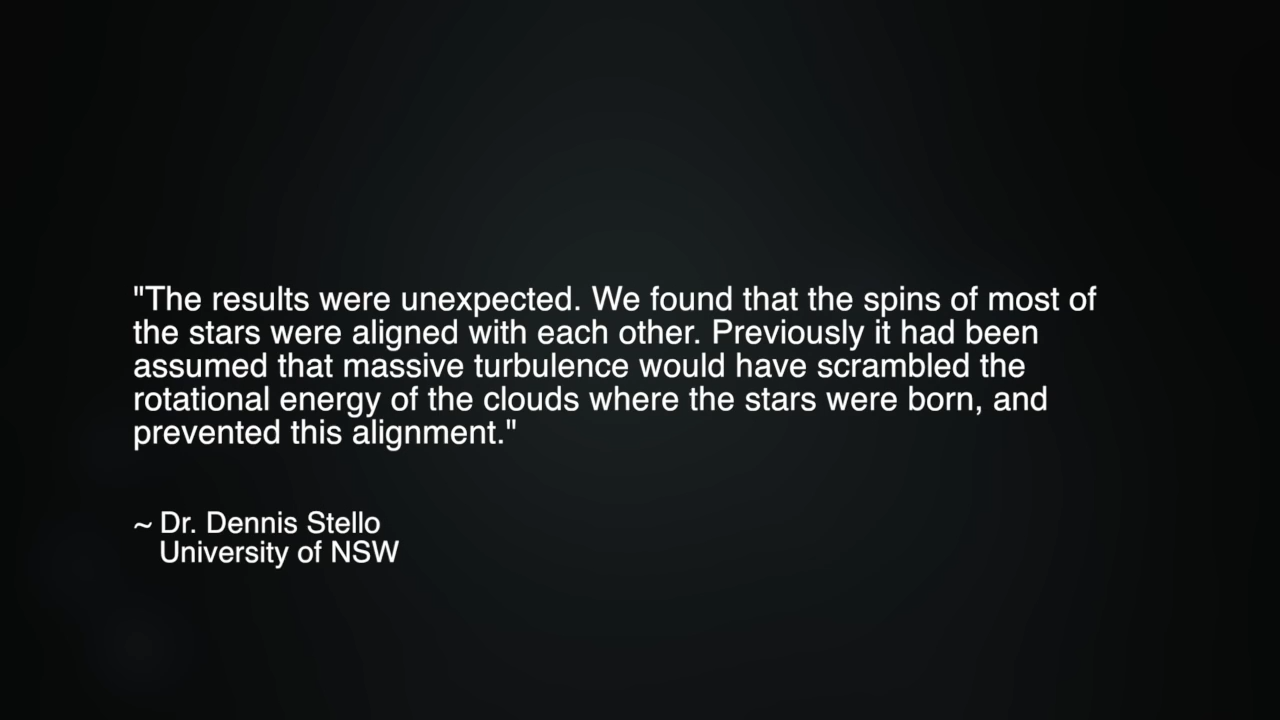 "The results were unexpected. We found that the spins of most of
the stars were aligned with each other. Previously it had been
assumed that massive turbulence would have scrambled the
rotational energy of the clouds where the stars were born, and
prevented this alignment."
~ Dr. Dennis Stello
University of NSW